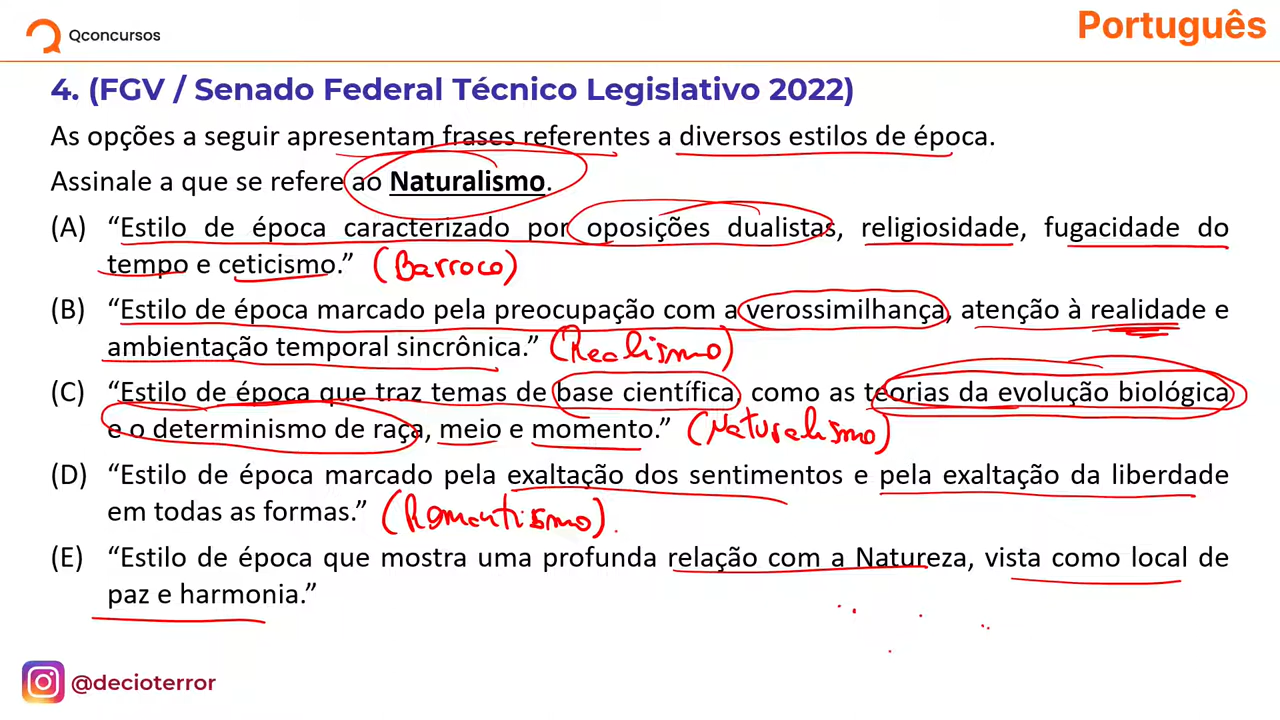 Qconcursos
Português
4. (FGV / Senado Federal Técnico Legislativo 2022)
As opções a seguir apresentam frases referentes a diversos estilos de época.
Assinale a que se refere ao Naturalismo.
(A) “Estilo de época caracterizado por oposições dualistas, religiosidade, fugacidade do
tempo e ceticismo.” (Barroco)
(B) “Estilo de época marcado pela preocupação com a verossimilhança, atenção à realidade e
ambientação temporal sincrônica.” (Realismo)
(C) “Estilo de época que traz temas de base científica, como as teorias da evolução biológica
e o determinismo de raça, meio e momento.” (Naturalismo)
(D) “Estilo de época marcado pela exaltação dos sentimentos e pela exaltação da liberdade
em todas as formas.” (Romantismo)
(E) “Estilo de época que mostra uma profunda relação com a Natureza, vista como local de
paz e harmonia.”
@decioterror